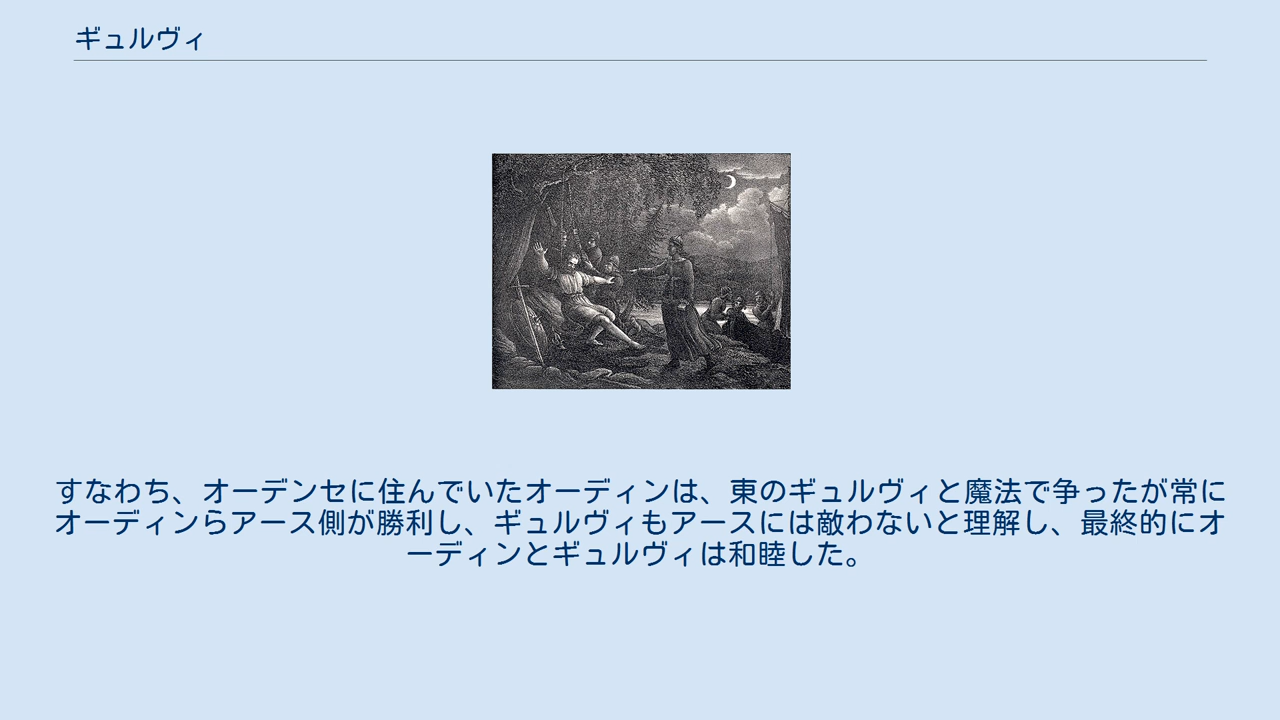 ギュルヴィ
すなわち、オーデンセに住んでいたオーディンは、東のギュルヴィと魔法で争ったが常に
オーディンらアース側が勝利し、ギュルヴィもアースには敵わないと理解し、最終的にオ
ーディンとギュルヴィは和睦した。